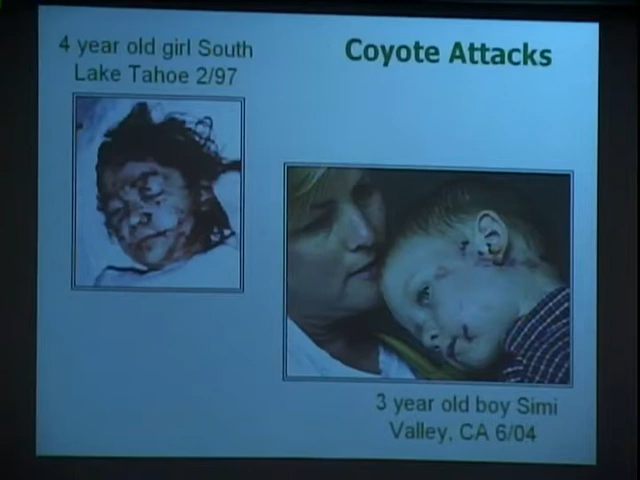 4 year old girl South
Lake Tahoe 2/97
Coyote Attacks
3 year old boy Simi
Valley, CA 6/04